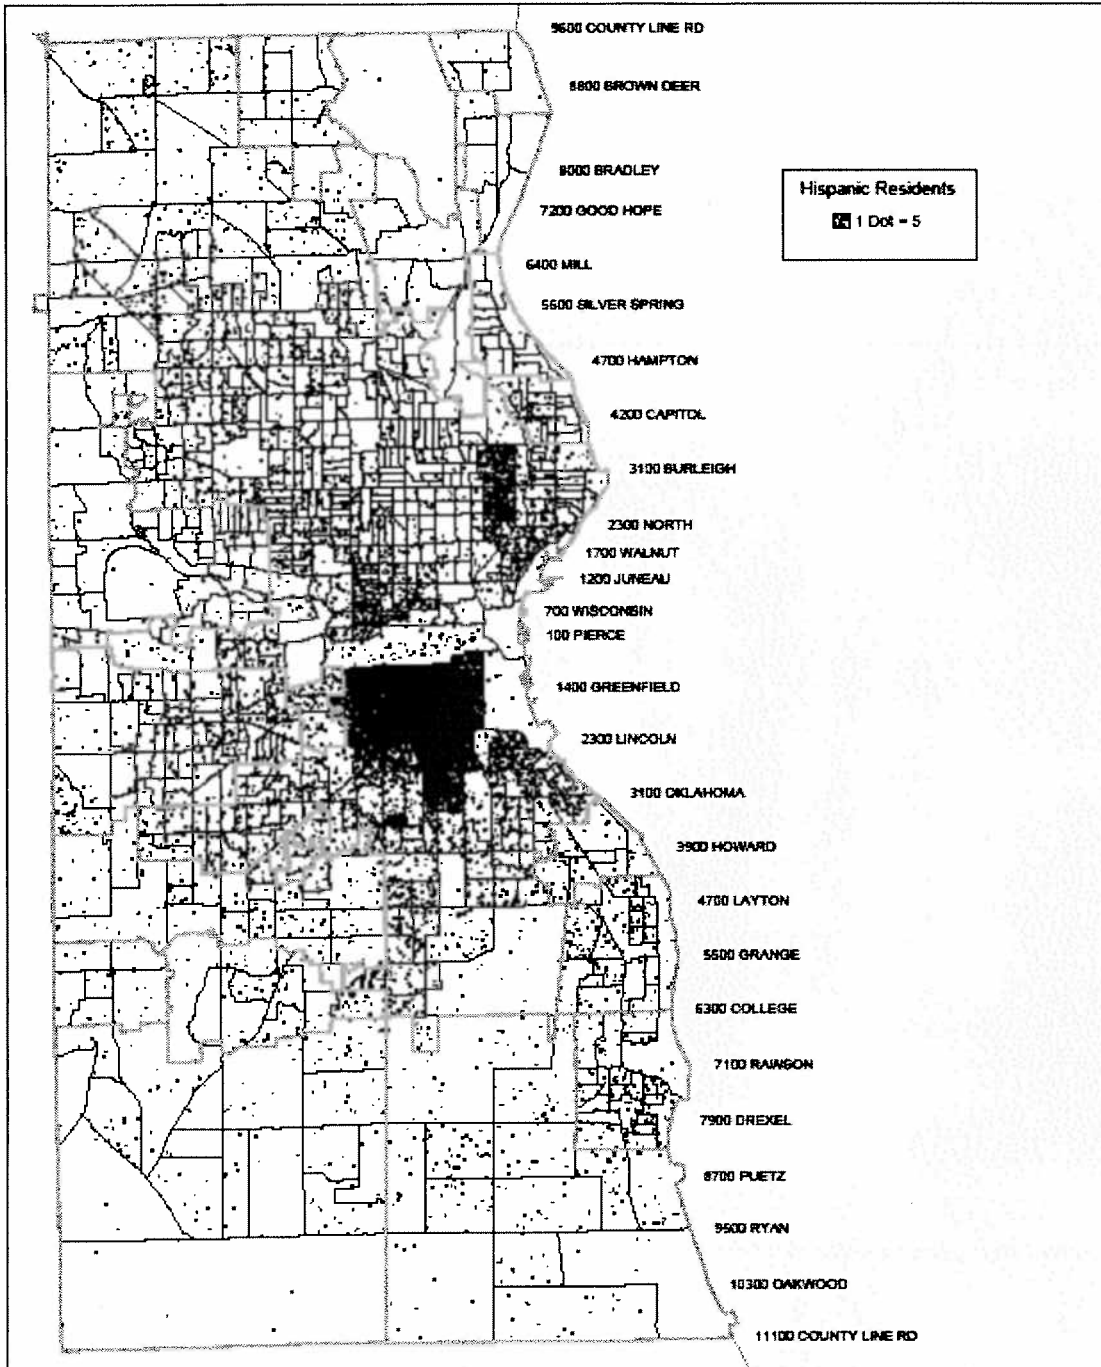 9600 COUNTY LINE RD
8800 BROWN DEER
8000 BRADLEY
7200 GOOD HOPE
6400 MILL
5600 SILVER SPRING
4700 HAMPTON
4200 CAPITOL
3100 BURLEIGH
2300 NORTH
1700 WALNUT
1200 JUNEAU
700 WISCONSIN
100 PIERCE
1400 GREENFIELD
2300 LINCOLN
3100 OKLAHOMA
3900 HOWARD
4700 LAYTON
5500 GRANGE
6300 COLLEGE
7100 RAWSON
7900 DREXEL
8700 PUETZ
9500 RYAN
10300 OAKWOOD
11100 COUNTY LINE RD
Hispanic Residents
1 Dot = 5